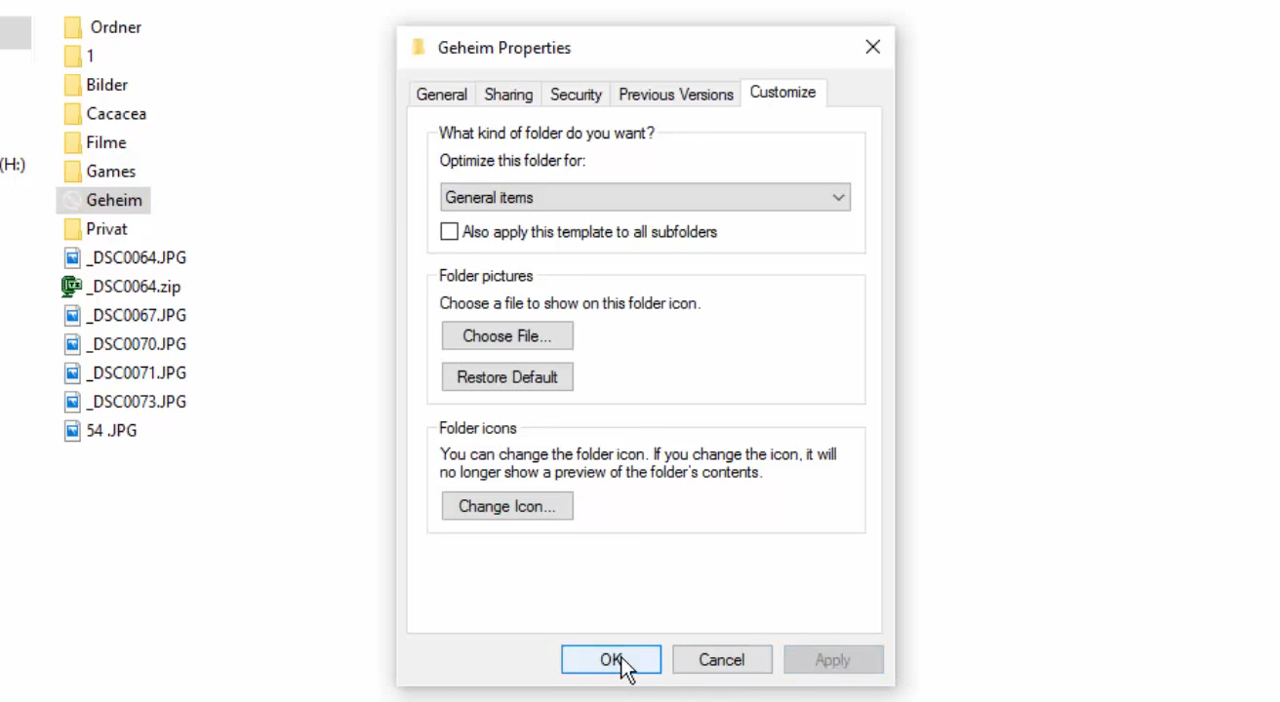 Ordner
1
Bilder
Cacacea
Filme
(H:)
Games
Geheim
Privat
_DSC0064.JPG
_DSC0064.zip
_DSC0067.JPG
_DSC0070.JPG
_DSC0071.JPG
_DSC0073.JPG
54 .JPG
Geheim Properties
General Sharing Security Previous Versions Customize
What kind of folder do you want?
Optimize this folder for:
General items
Also apply this template to all subfolders
Folder pictures
Choose a file to show on this folder icon.
Choose File...
Restore Default
Folder icons
You can change the folder icon. If you change the icon, it will
no longer show a preview of the folder's contents.
Change Icon...
OK Cancel Apply